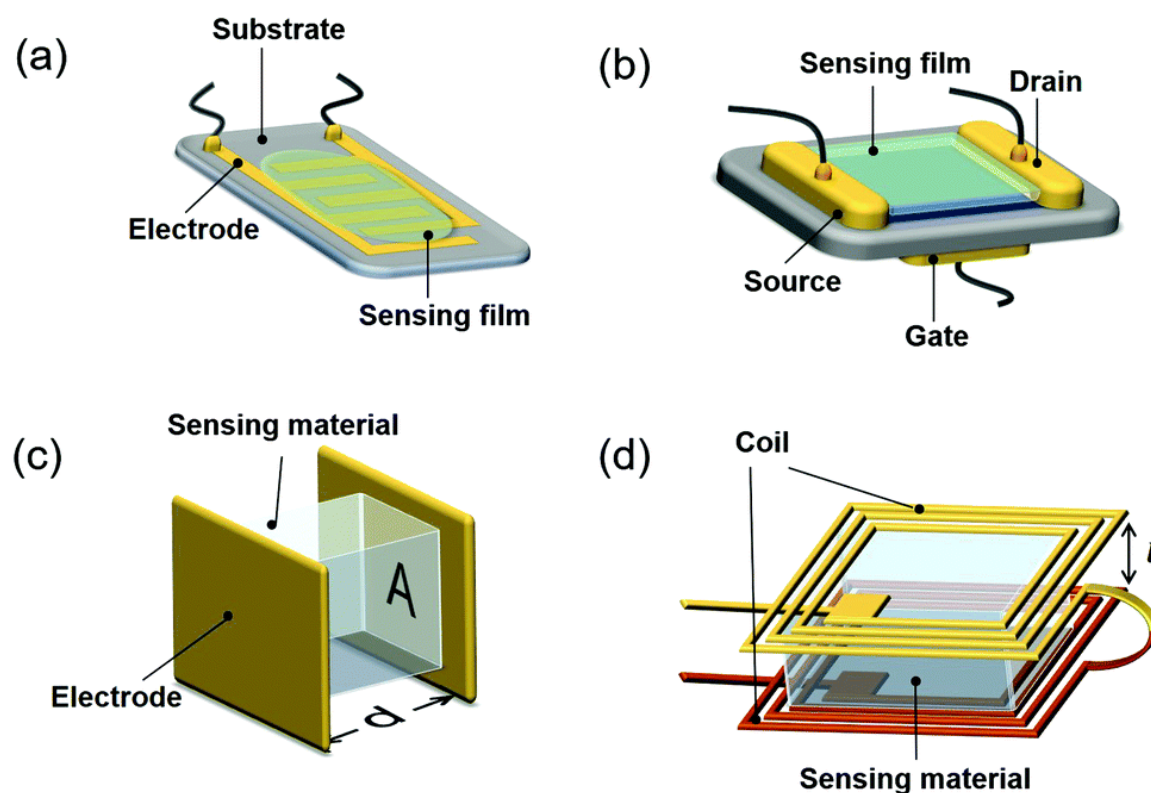 (a)
Substrate
Electrode
Sensing film
(b)
Sensing film
Drain
Source
Gate
(c)
Sensing material
A
Electrode
d
(d)
Coil
Sensing material